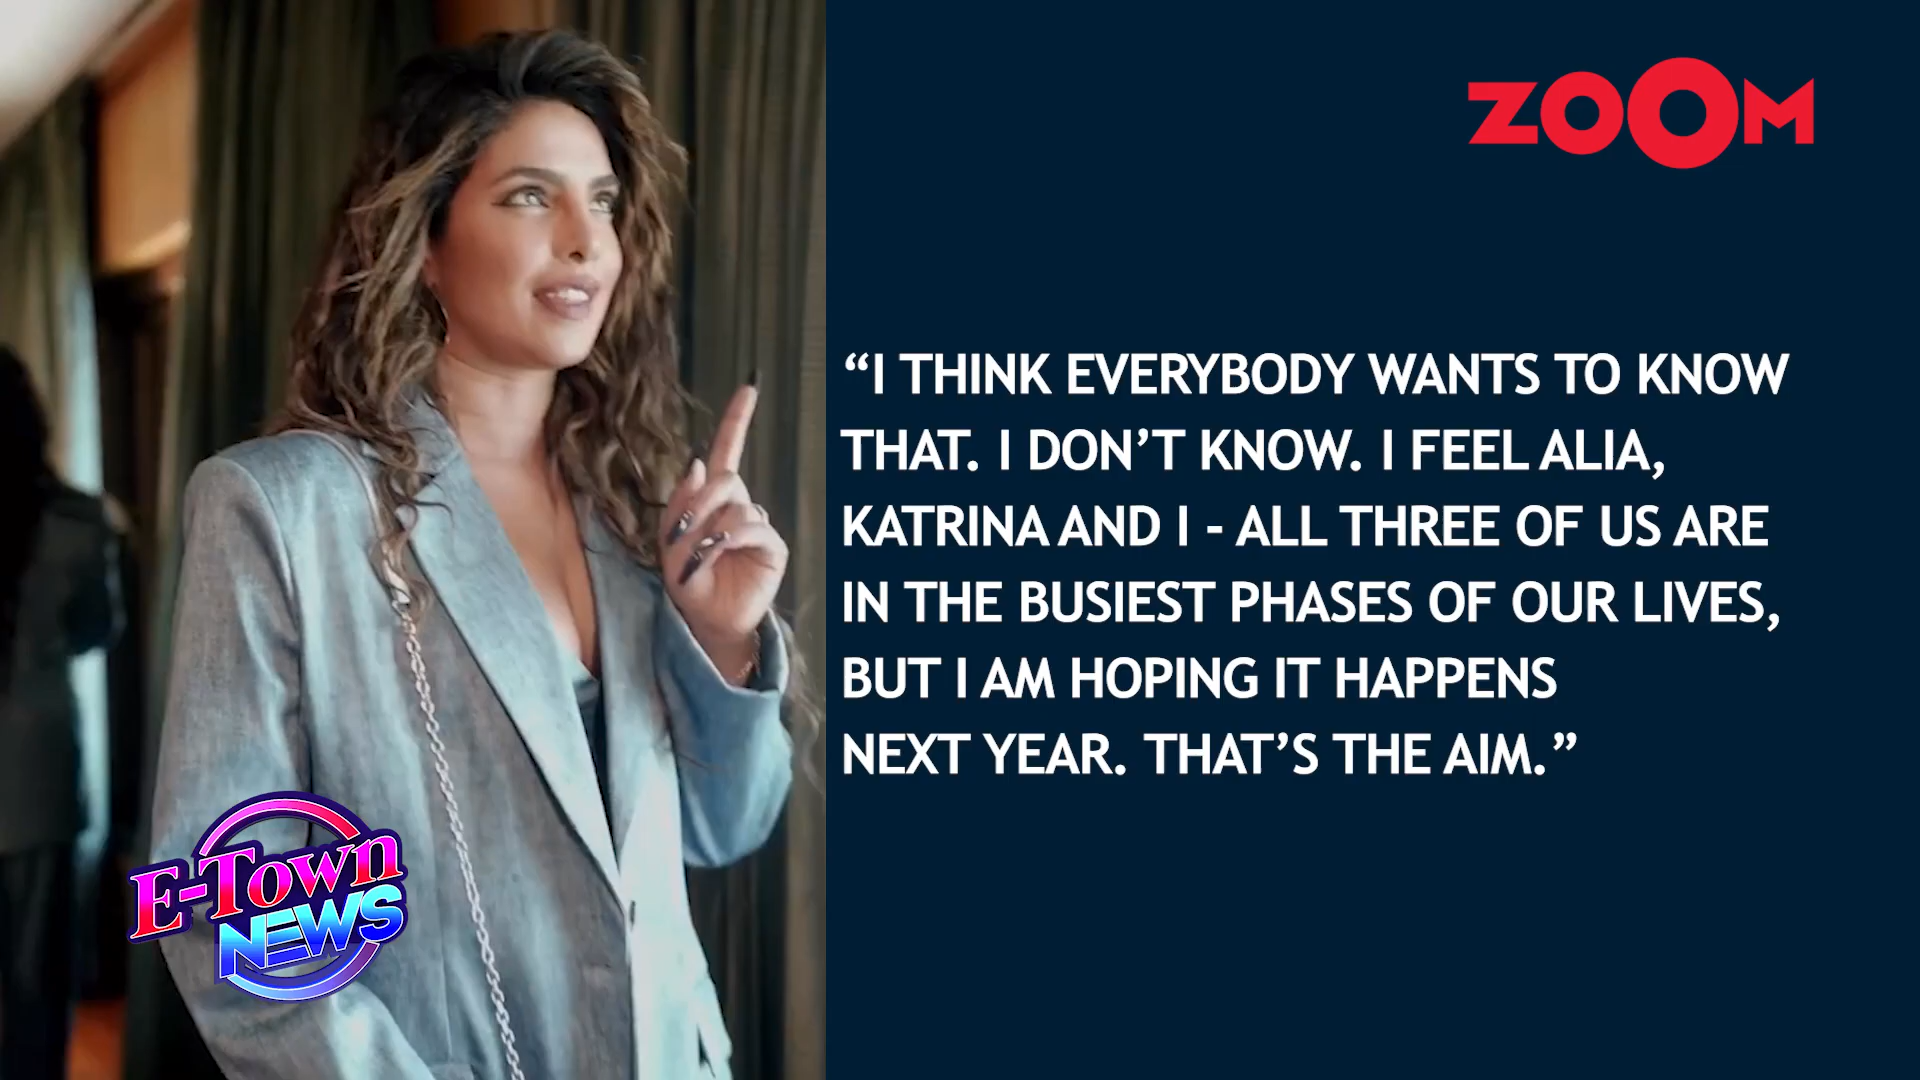 ZOOM
“I THINK EVERYBODY WANTS TO KNOW
THAT. I DON’T KNOW. I FEEL ALIA,
KATRINA AND I - ALL THREE OF US ARE
IN THE BUSIEST PHASES OF OUR LIVES,
BUT I AM HOPING IT HAPPENS
NEXT YEAR. THAT’S THE AIM.”
E-TOWN
NEWS